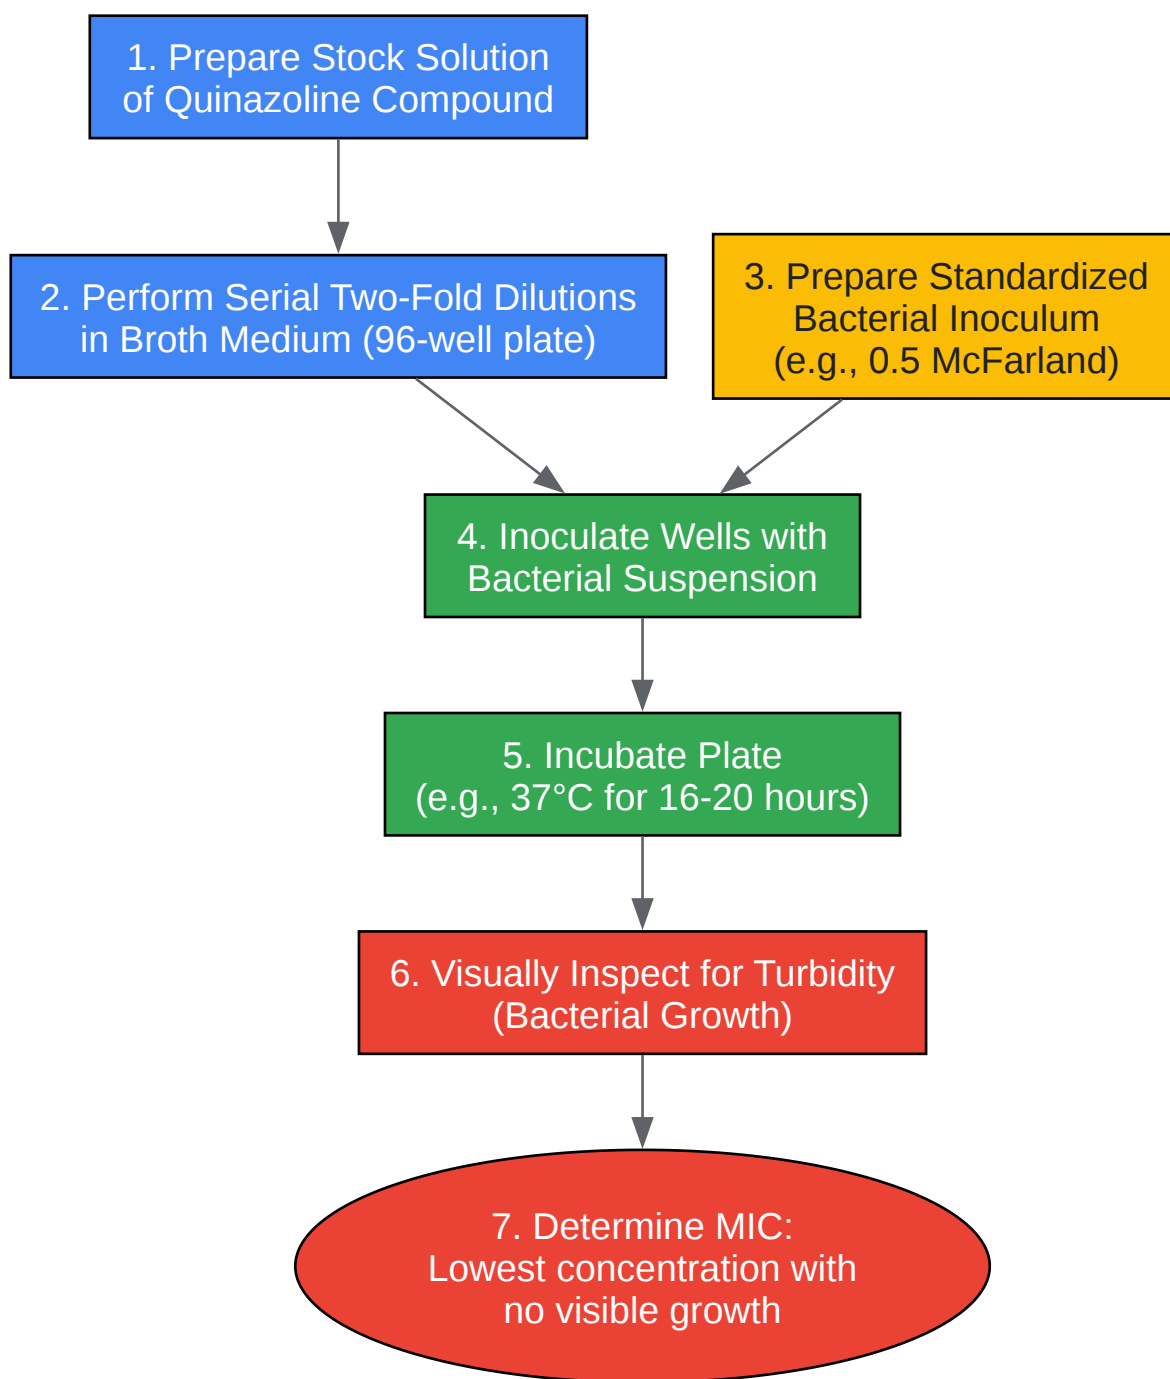 1. Prepare Stock Solution
of Quinazoline Compound
2. Perform Serial Two-Fold Dilutions
in Broth Medium (96-well plate)
3. Prepare Standardized
Bacterial Inoculum
(e.g., 0.5 McFarland)
4. Inoculate Wells with
Bacterial Suspension
5. Incubate Plate
(e.g., 37°C for 16-20 hours)
6. Visually Inspect for Turbidity
(Bacterial Growth)
7. Determine MIC:
Lowest concentration with
no visible growth